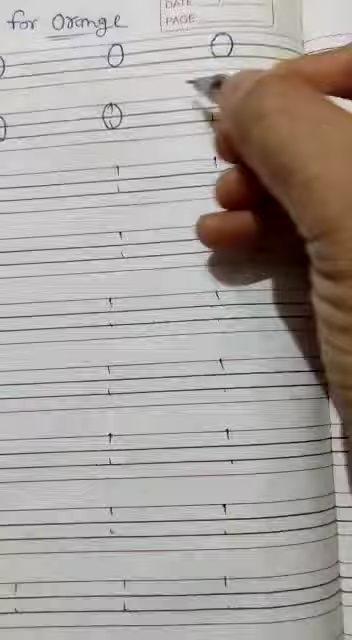 for Orange
DATE
PAGE
O O O
O O